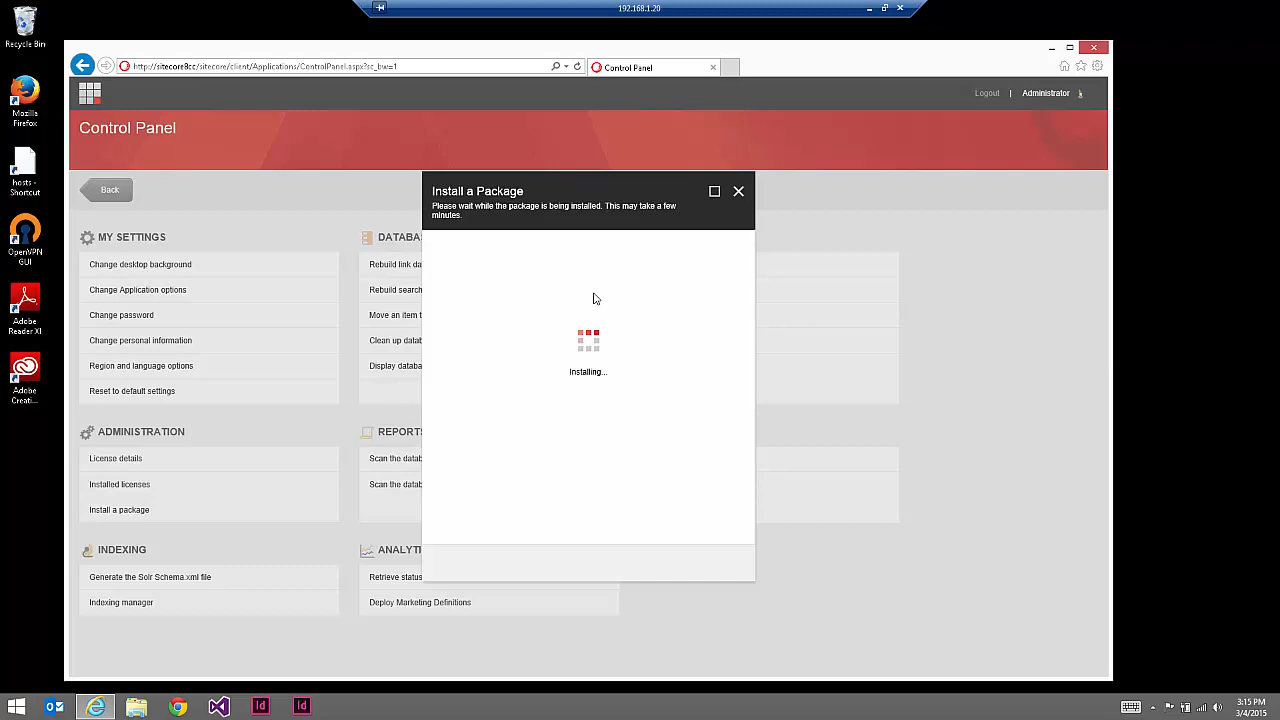 192.168.1.20
Recycle Bin
Mozilla
Firefox
hosts -
Shortcut
OpenVPN
GUI
Adobe
Reader XI
Adobe
Creati...
http://sitecore8cc/sitecore/client/Applications/ControlPanel.aspx?sc_bw=1
Control Panel
Logout | Administrator
Control Panel
Back
Install a Package
Please wait while the package is being installed. This may take a few
minutes.
Installing...
MY SETTINGS
Change desktop background
Change Application options
Change password
Change personal information
Region and language options
Reset to default settings
DATABA
Rebuild link da
Rebuild search
Move an item t
Clean up datab
Display databa
ADMINISTRATION
License details
Installed licenses
Install a package
REPORTS
Scan the datab
Scan the datab
INDEXING
Generate the Solr Schema.xml file
Indexing manager
ANALYTI
Retrieve status
Deploy Marketing Definitions
3:15 PM
3/4/2015